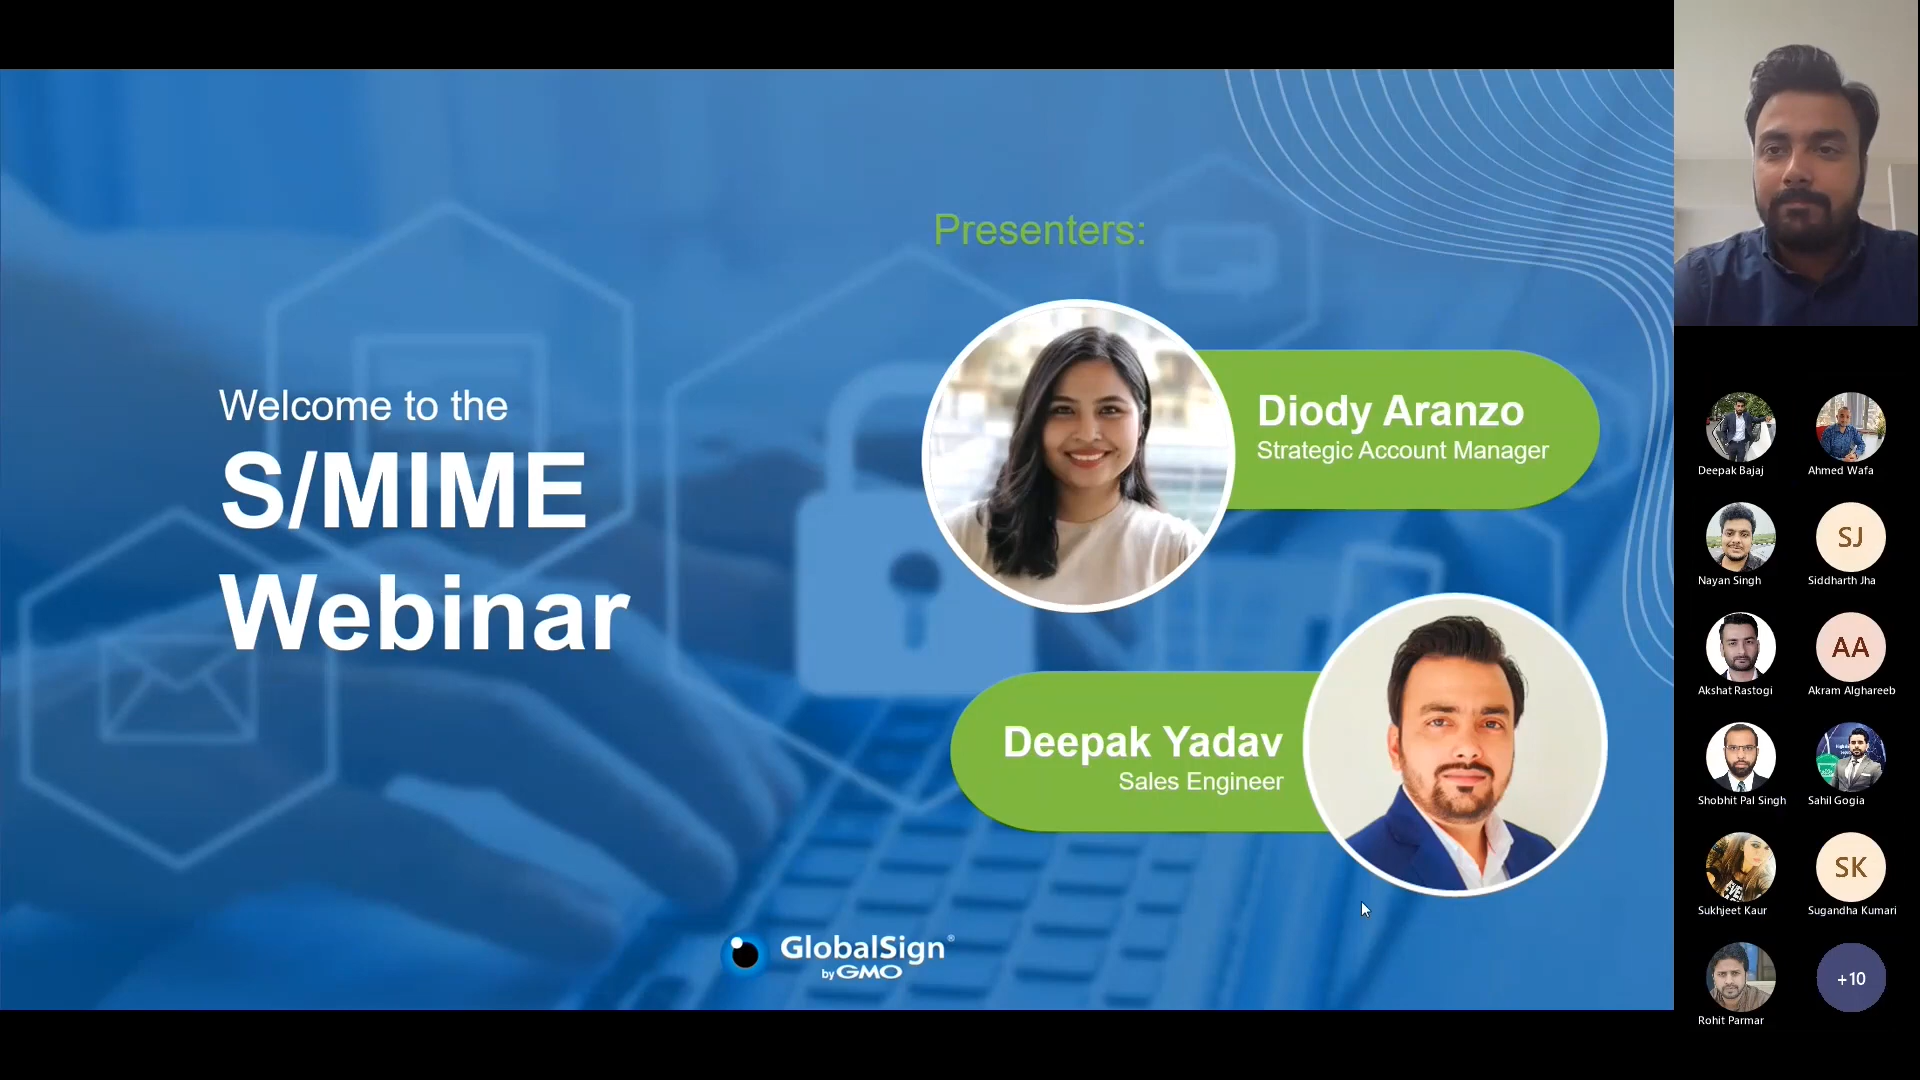 Welcome to the
S/MIME
Webinar
Presenters:
Diody Aranzo
Strategic Account Manager
Deepak Yadav
Sales Engineer
GlobalSign®
by GMO
Deepak Bajaj
Ahmed Wafa
Nayan Singh
SJ
Siddharth Jha
Akshat Rastogi
AA
Akram Alghareeb
Shobhit Pal Singh
Sahil Gogia
Sukhjeet Kaur
SK
Sugandha Kumari
Rohit Parmar
+10